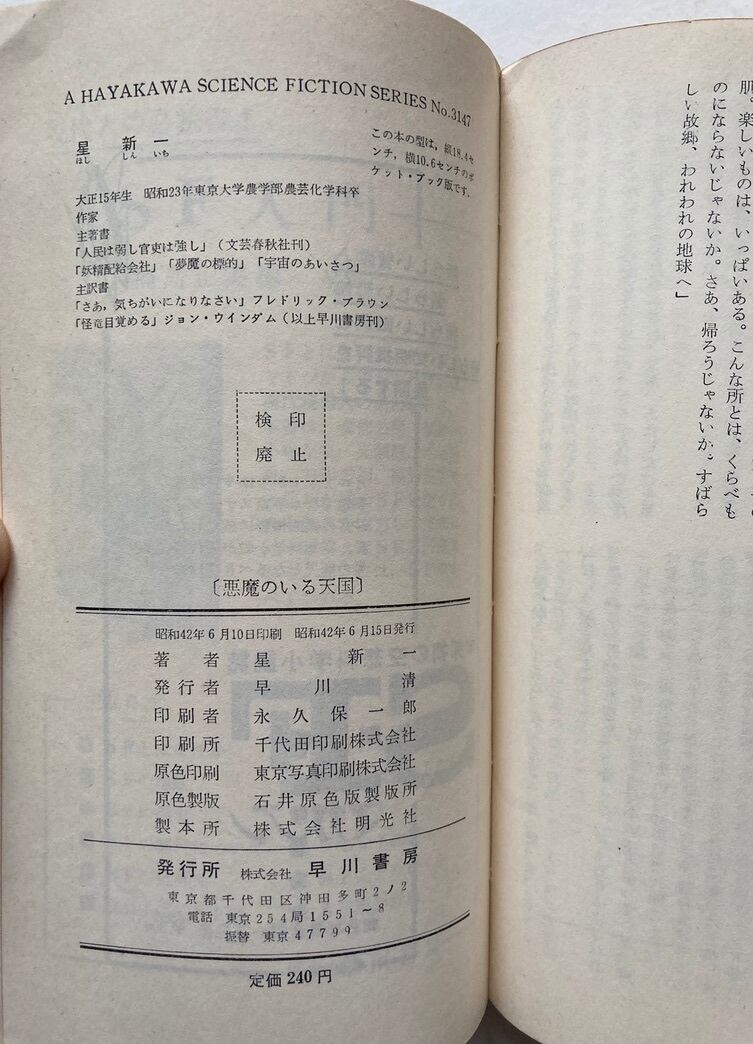 A HAYAKAWA SCIENCE FICTION SERIES No.3147
星 新 一
ほし しん いち
この本の型は，縦18.4セ
ンチ，横10.6センチのポ
ケット・ブック版です．
大正15年生 昭和23年東京大学農学部農芸化学科卒
作家
主著書
「人民は弱し官吏は強し」（文芸春秋社刊）
「妖精配給会社」「夢魔の標的」「宇宙のあいさつ」
主訳書
「さあ，気ちがいになりなさい」フレドリック・ブラウン
「怪竜目覚める」ジョン・ウインダム（以上早川書房刊）
検印
廃止
〔悪魔のいる天国〕
昭和42年6月10日印刷 昭和42年6月15日発行
著者 星新一
発行者 早川清
印刷者 永久保一郎
印刷所 千代田印刷株式会社
原色印刷 東京写真印刷株式会社
原色製版 石井原色版製版所
製本所 株式会社明光社
発行所 株式会社 早川書房
東京都千代田区神田多町2ノ2
電話 東京254局1551〜8
振替 東京47799
定価240円
肌。楽しいものは、いっぱいある。こんな所とは、くらべも
のにならないじゃないか。さあ、帰ろうじゃないか。すばら
しい故郷、われわれの地球へ」